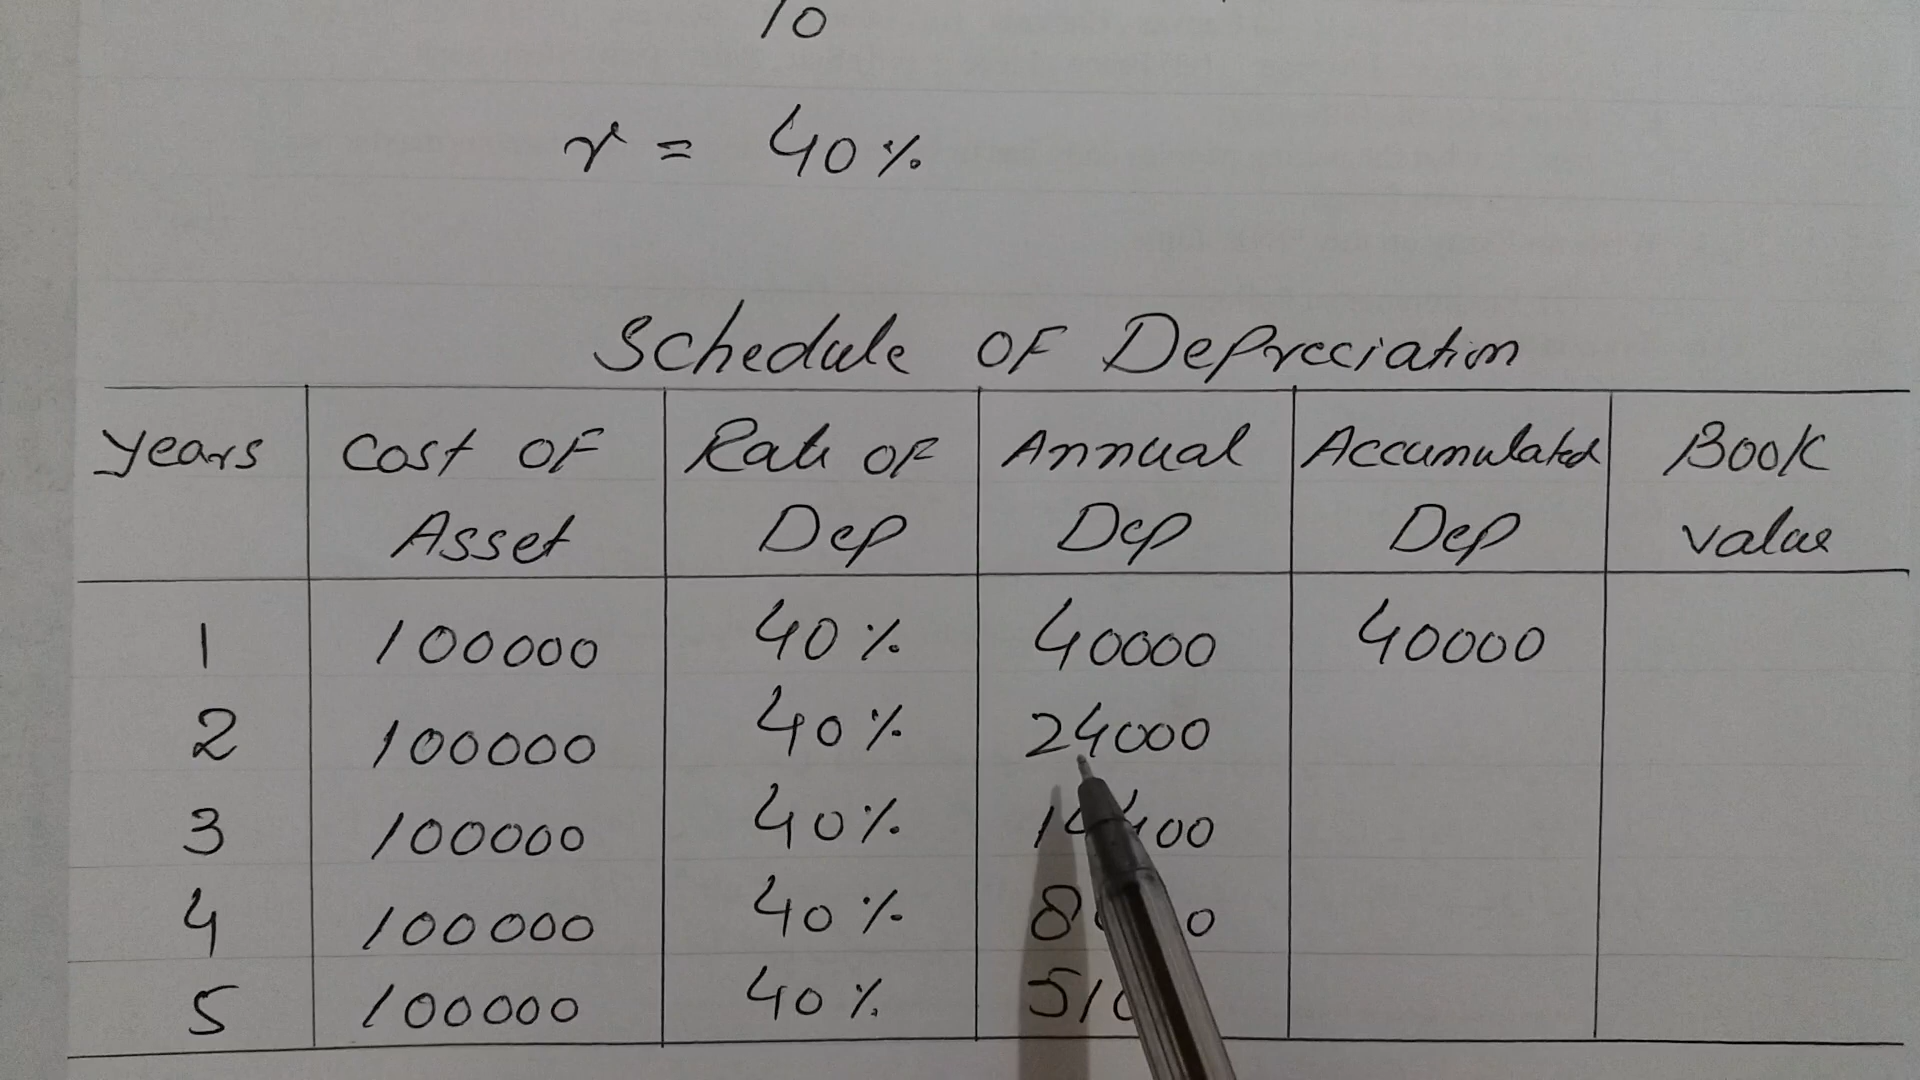 10
r = 40%
Schedule OF Depreciation
Years Cost OF Asset Rate OF Dep Annual Dep Accumulated Dep Book value
1 100000 40% 40000 40000
2 100000 40% 24000
3 100000 40%
4 100000 40%
5 100000 40%